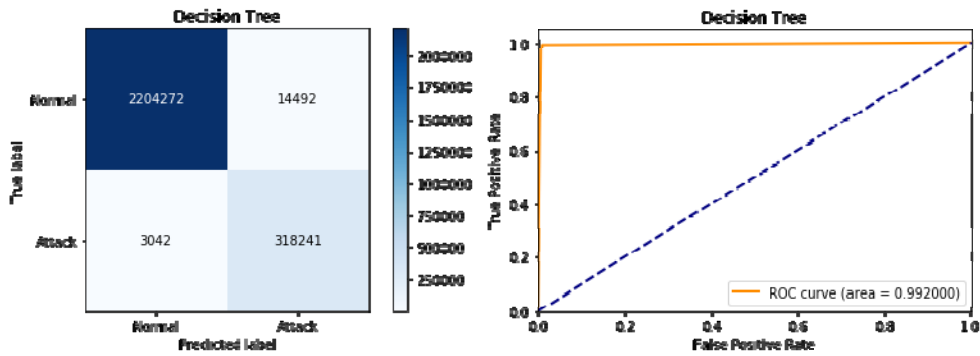 Decision Tree
True label
Normal
Attack
2204272
14492
3042
318241
Normal
Attack
Predicted label
2000000
1750000
1500000
1250000
1000000
750000
500000
250000
Decision Tree
True Positive Rate
1.0
0.8
0.6
0.4
0.2
0.0
ROC curve (area = 0.992000)
0.0
0.2
0.4
0.6
0.8
1.0
False Positive Rate